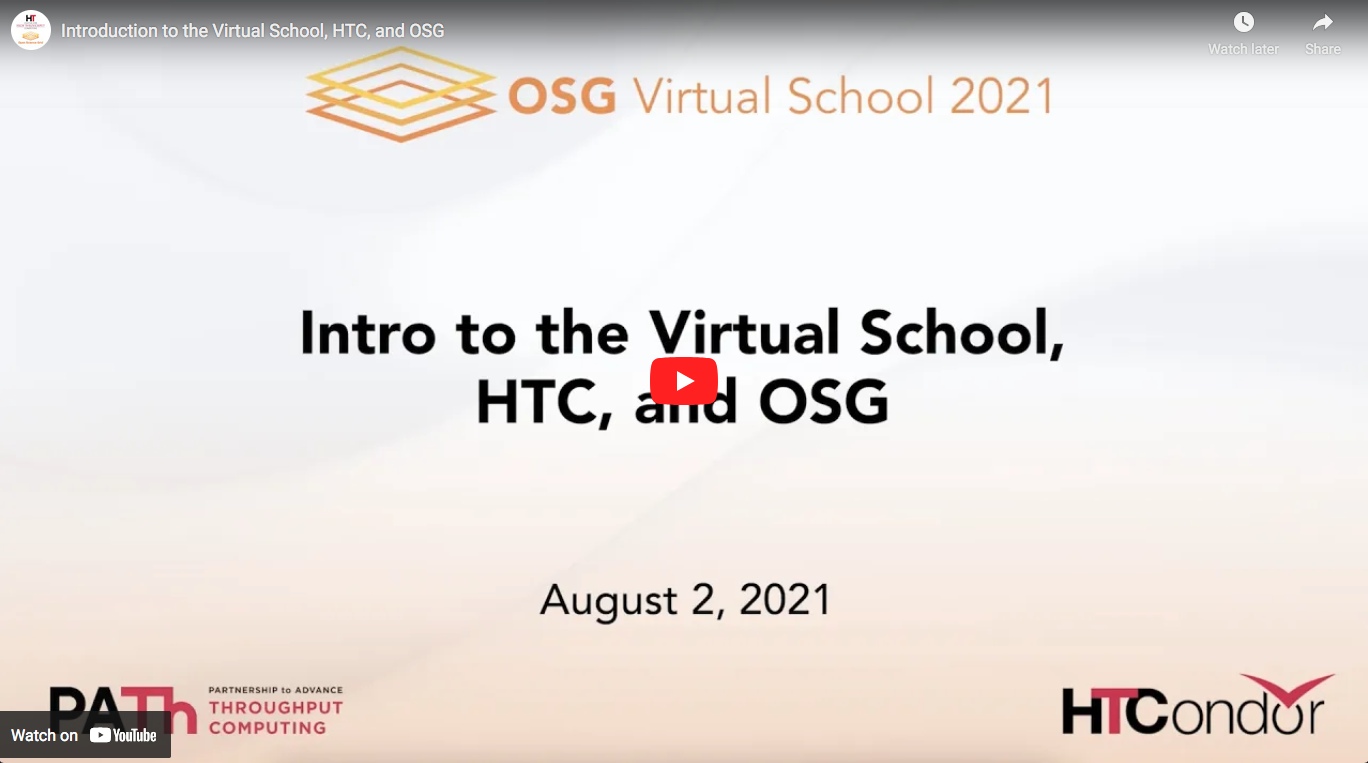 Introduction to the Virtual School, HTC, and OSG
Watch later
Share
OSG Virtual School 2021
Intro to the Virtual School,
HTC, and OSG
August 2, 2021
PATh
PARTNERSHIP to ADVANCE
THROUGHPUT
COMPUTING
HTCondor
Watch on YouTube